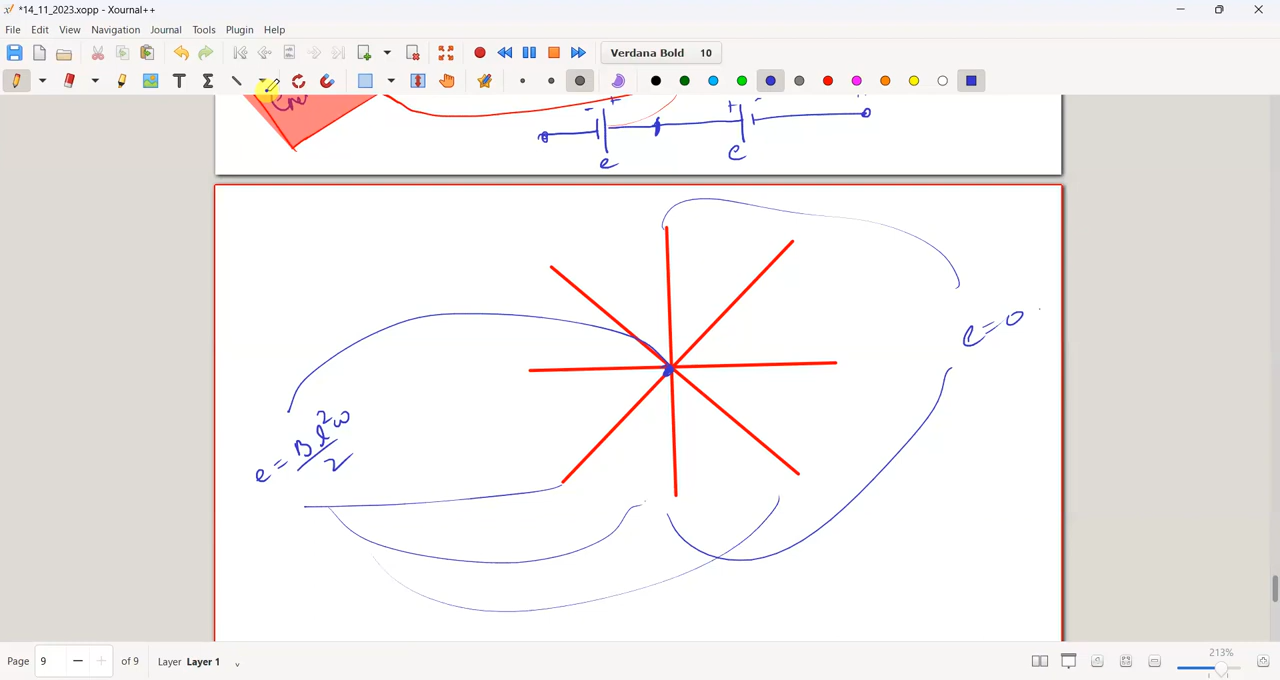 *14_11_2023.xopp - Xournal++
File Edit View Navigation Journal Tools Plugin Help
Verdana Bold 10
- + + -
e e
e = 0
e = Bl²ω/2
Page 9 of 9 Layer Layer 1
213%